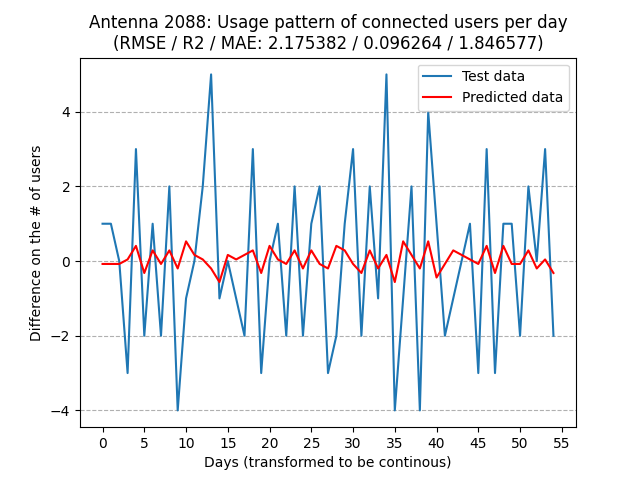 Antenna 2088: Usage pattern of connected users per day
(RMSE / R2 / MAE: 2.175382 / 0.096264 / 1.846577)
Test data
Predicted data
Difference on the # of users
4
2
0
−2
−4
0 5 10 15 20 25 30 35 40 45 50 55
Days (transformed to be continous)